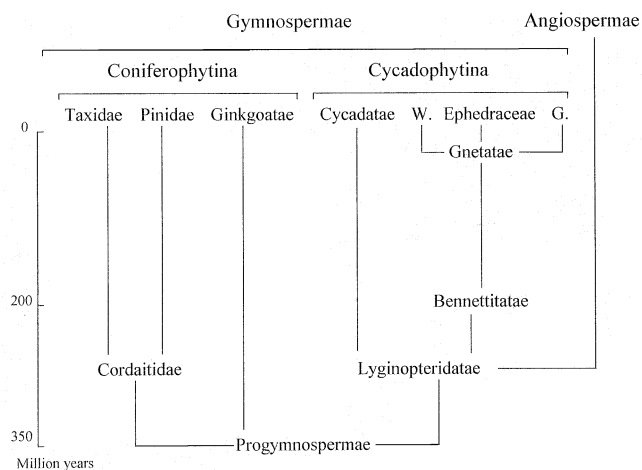 Gymnospermae Angiospermae
Coniferophytina Cycadophytina
Taxidae Pinidae Ginkgoatae Cycadatae W. Ephedraceae G.
0
Gnetatae
200
Bennettitatae
Cordaitidae Lyginopteridatae
350
Progymnospermae
Million years